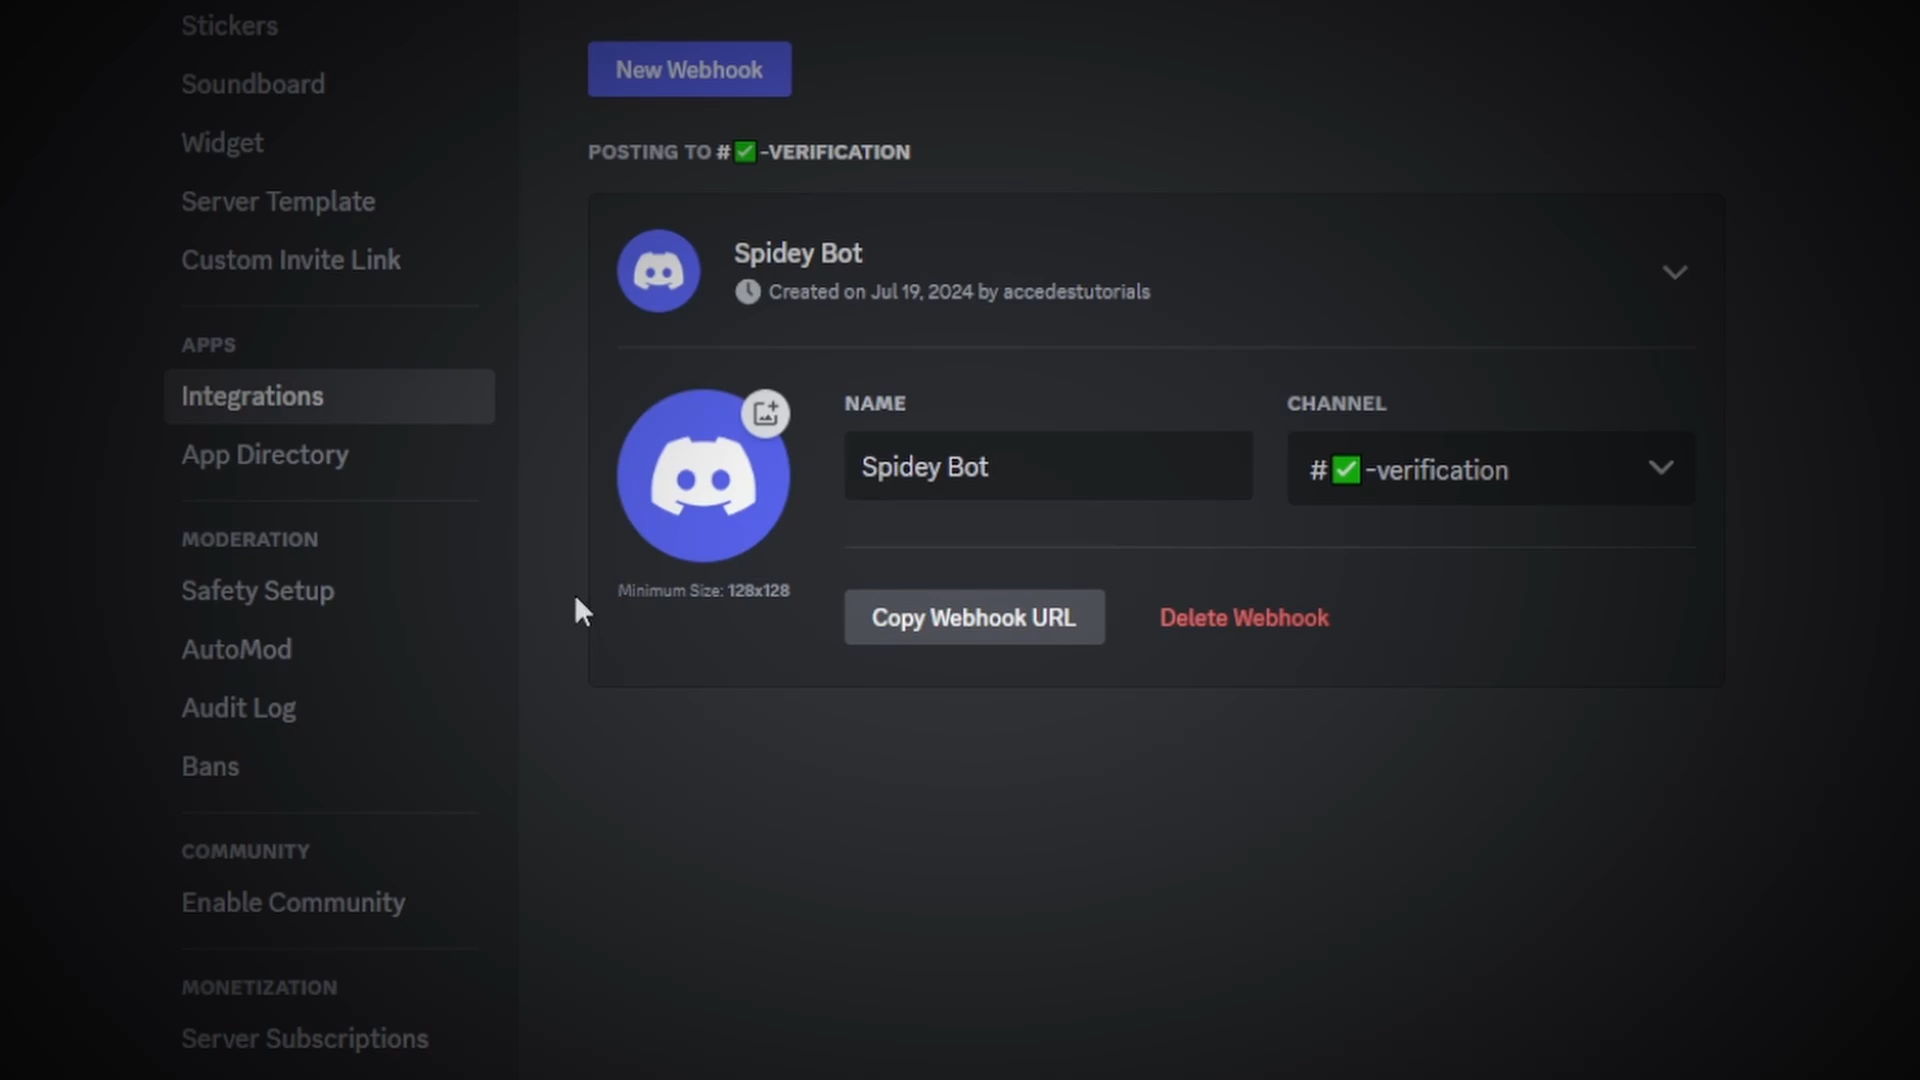 Stickers
Soundboard
Widget
Server Template
Custom Invite Link
APPS
Integrations
App Directory
MODERATION
Safety Setup
AutoMod
Audit Log
Bans
COMMUNITY
Enable Community
MONETIZATION
Server Subscriptions
New Webhook
POSTING TO #✅-VERIFICATION
Spidey Bot
Created on Jul 19, 2024 by accedestutorials
Minimum Size: 128x128
NAME
Spidey Bot
CHANNEL
#✅-verification
Copy Webhook URL
Delete Webhook